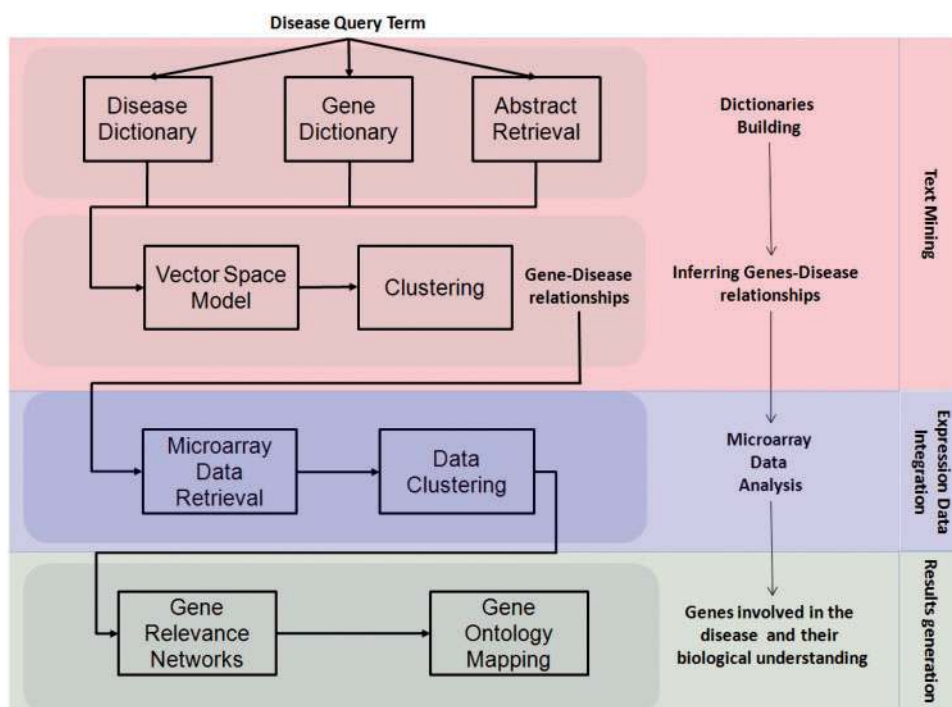 Disease Query Term
Disease
Dictionary
Gene
Dictionary
Abstract
Retrieval
Dictionaries
Building
Text Mining
Vector Space
Model
Clustering
Gene-Disease
relationships
Inferring Genes-Disease
relationships
Microarray
Data
Retrieval
Data
Clustering
Microarray
Data
Analysis
Expression Data
Integration
Gene
Relevance
Networks
Gene
Ontology
Mapping
Genes involved in the
disease and their
biological understanding
Results generation